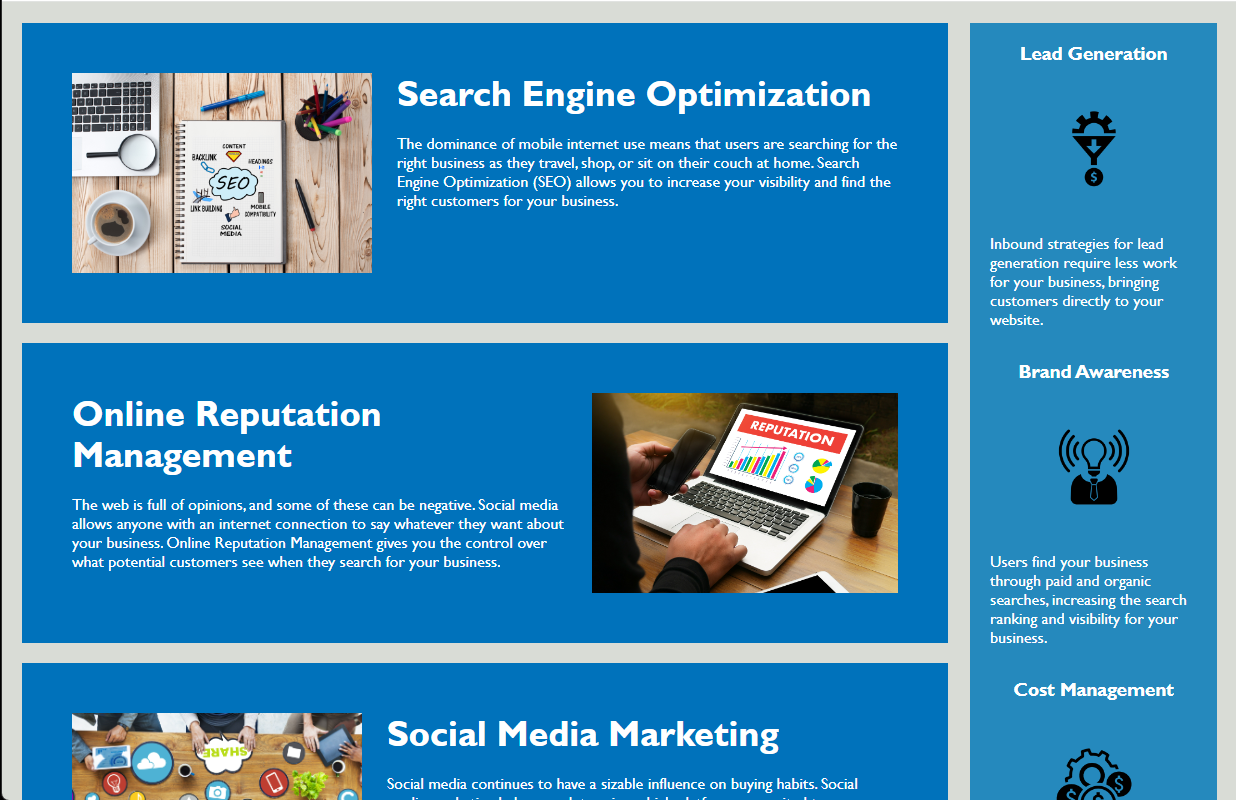 Search Engine Optimization
The dominance of mobile internet use means that users are searching for the
right business as they travel, shop, or sit on their couch at home. Search
Engine Optimization (SEO) allows you to increase your visibility and find the
right customers for your business.
CONTENT
BACKLINK
HEADINGS
SEO
LINK BUILDING
MOBILE
COMPATIBILITY
SOCIAL
MEDIA
Online Reputation
Management
The web is full of opinions, and some of these can be negative. Social media
allows anyone with an internet connection to say whatever they want about
your business. Online Reputation Management gives you the control over
what potential customers see when they search for your business.
REPUTATION
Social Media Marketing
Social media continues to have a sizable influence on buying habits. Social
SHARE
Lead Generation
$
Inbound strategies for lead
generation require less work
for your business, bringing
customers directly to your
website.
Brand Awareness
Users find your business
through paid and organic
searches, increasing the search
ranking and visibility for your
business.
Cost Management
$
$